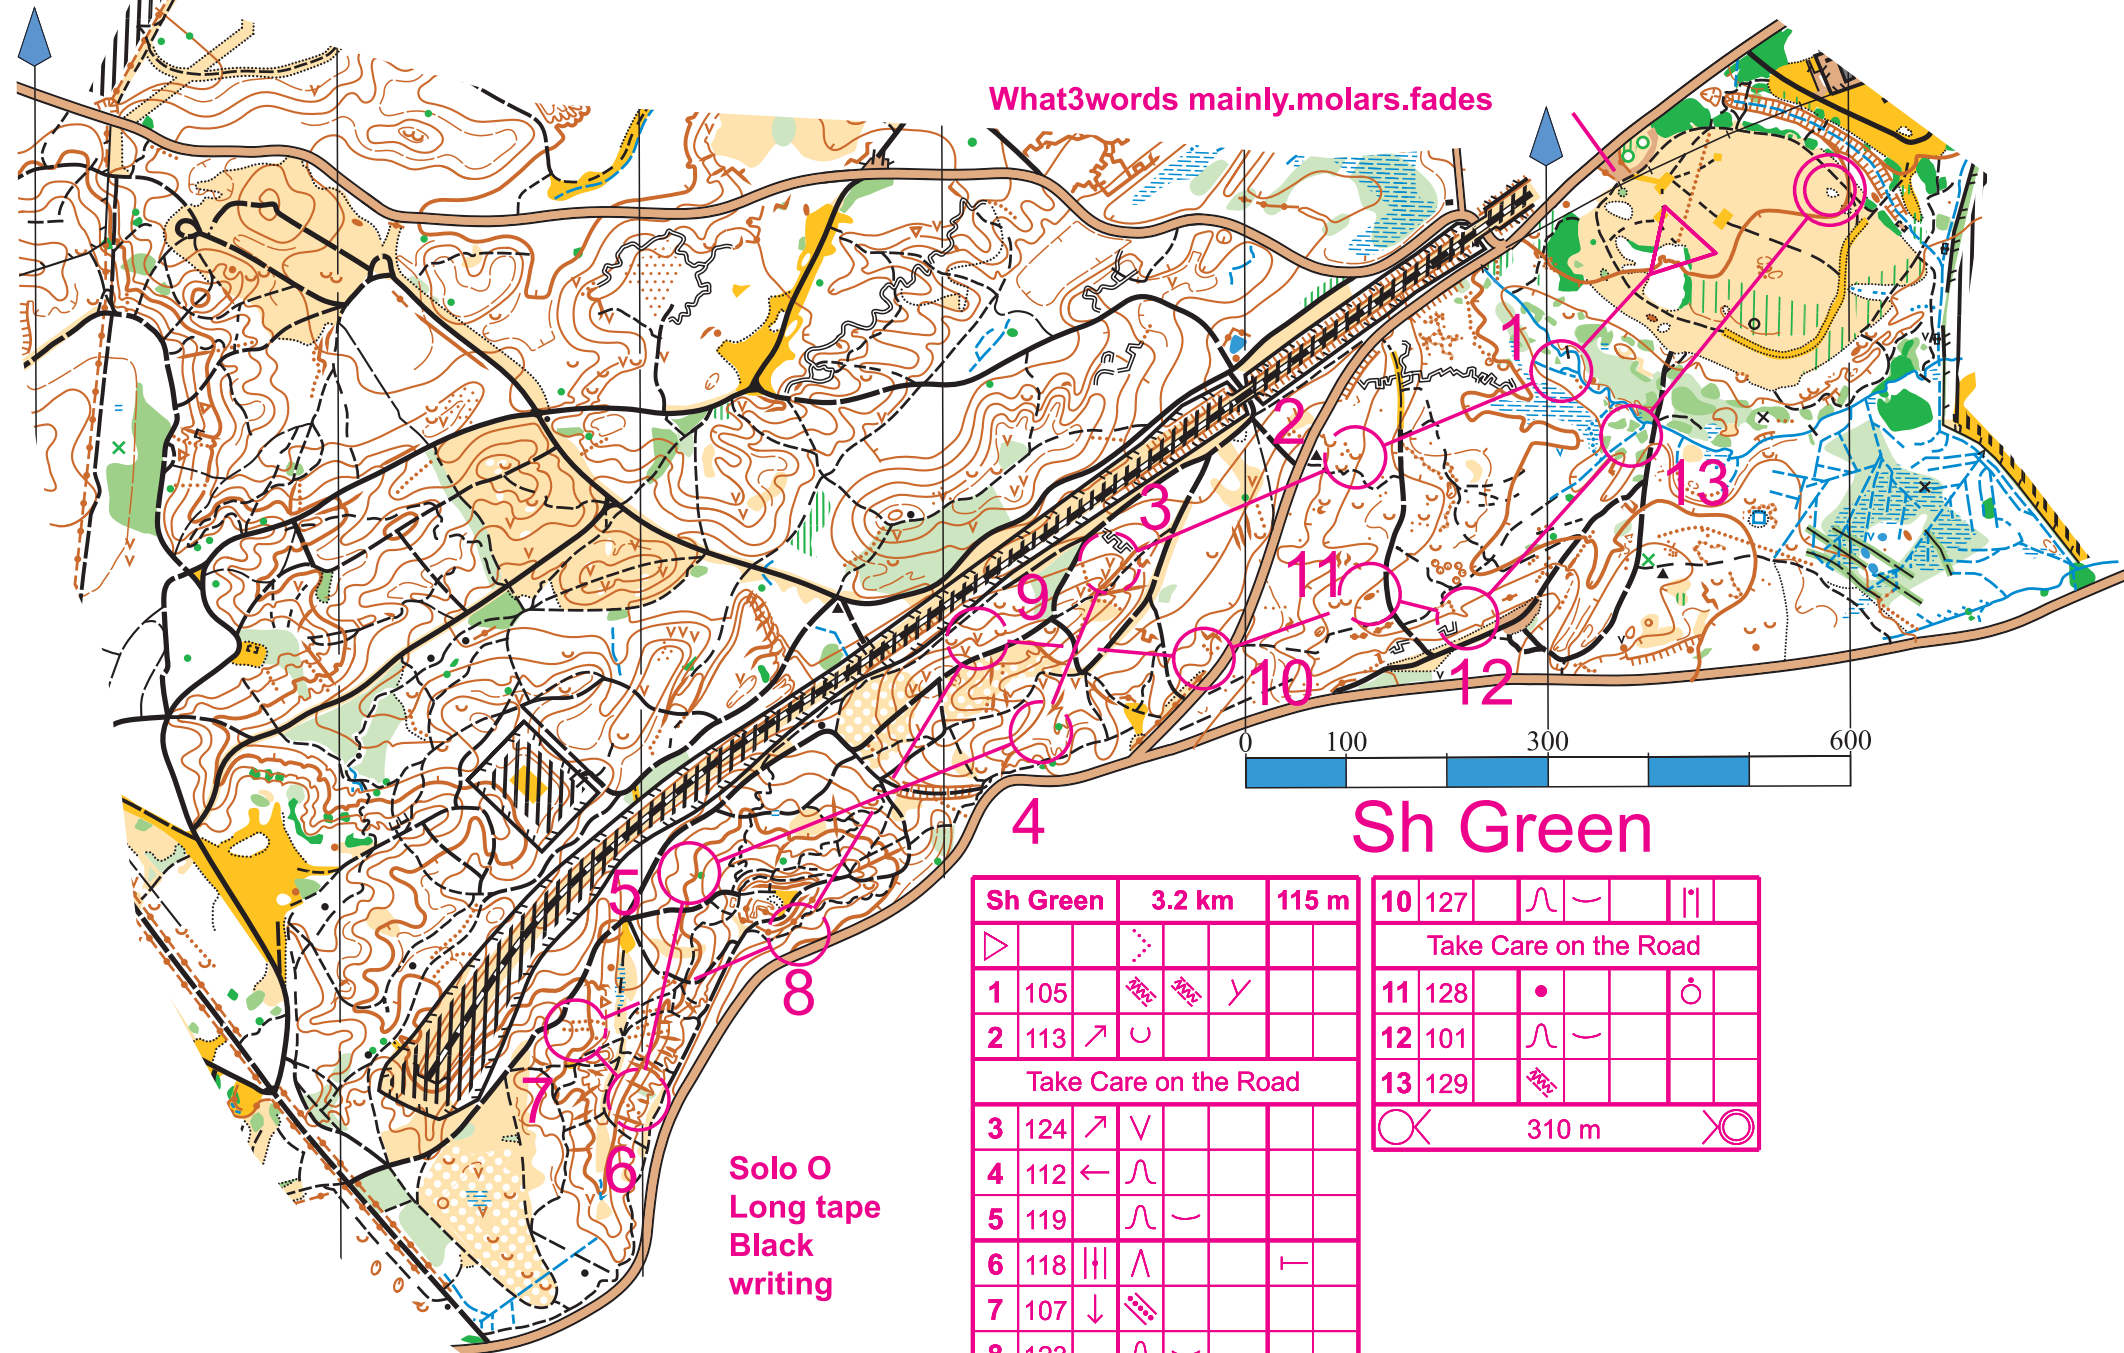 What3words mainly.molars.fades
1
2
3
13
9
11
10
12
0 100 300 600
4
Sh Green
5
8
7
6
Solo O
Long tape
Black
writing
Sh Green 3.2 km 115 m
1 105
2 113
Take Care on the Road
3 124
4 112
5 119
6 118
7 107
10 127
Take Care on the Road
11 128
12 101
13 129
310 m